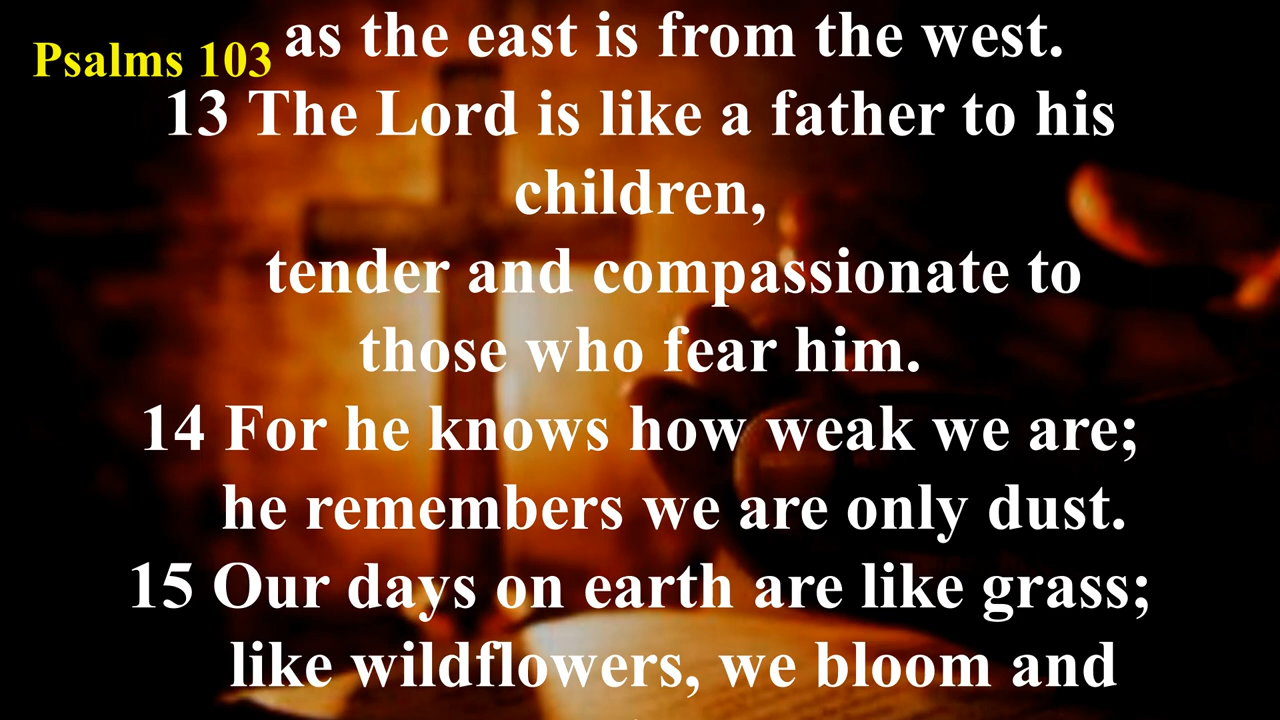 Psalms 103
as the east is from the west.
13 The Lord is like a father to his
children,
tender and compassionate to
those who fear him.
14 For he knows how weak we are;
he remembers we are only dust.
15 Our days on earth are like grass;
like wildflowers, we bloom and